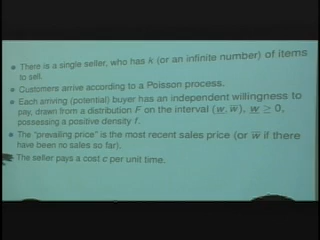 There is a single seller, who has k (or an infinite number) of items
to sell.
Customers arrive according to a Poisson process.
Each arriving (potential) buyer has an independent willingness to
pay, drawn from a distribution F on the interval (w, w̅), w ≥ 0,
possessing a positive density f.
The "prevailing price" is the most recent sales price (or w̅ if there
have been no sales so far).
The seller pays a cost c per unit time.